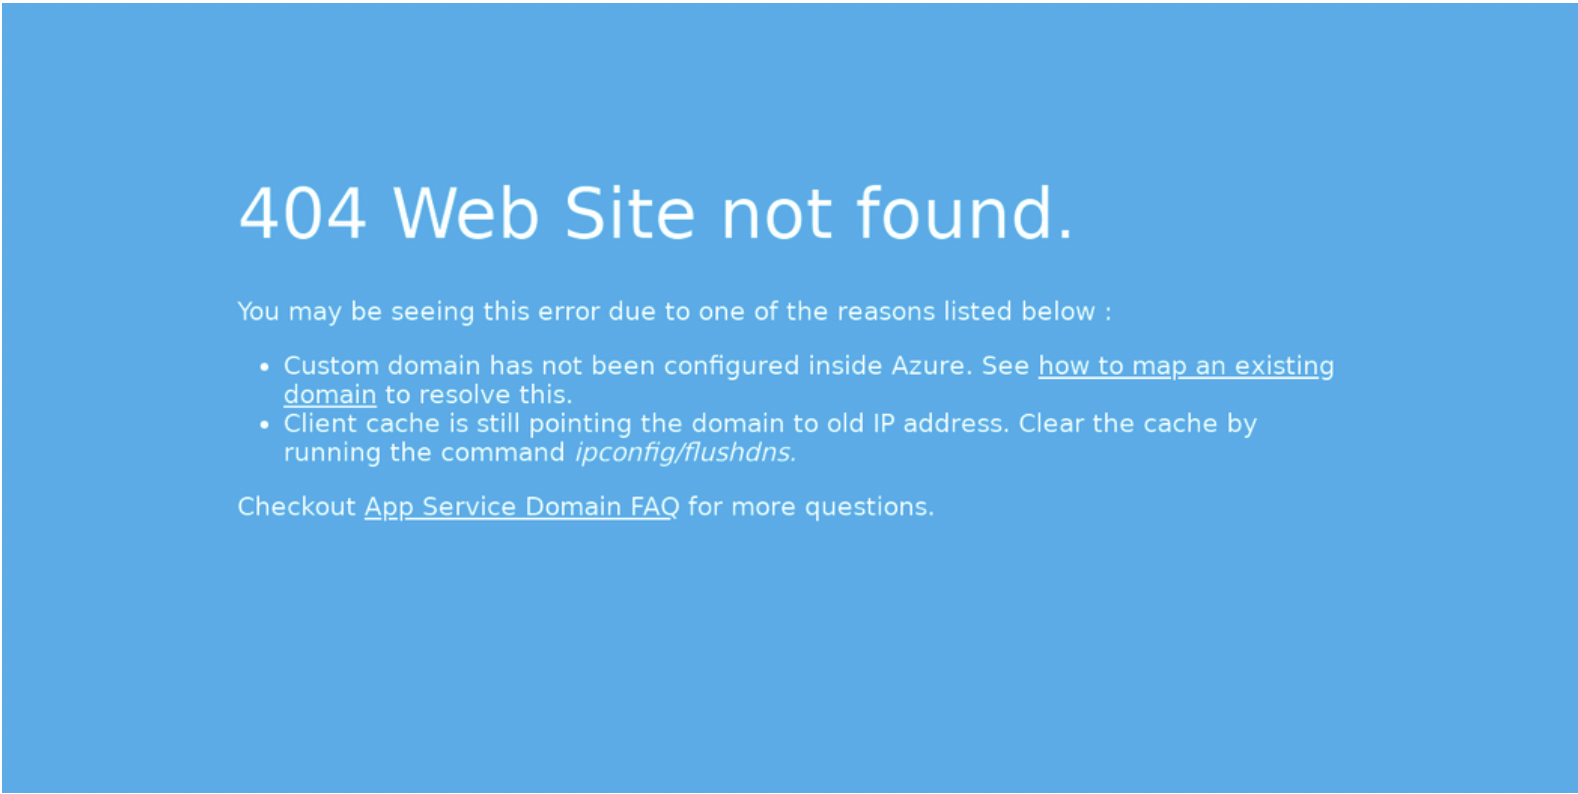 404 Web Site not found.
You may be seeing this error due to one of the reasons listed below :
• Custom domain has not been configured inside Azure. See how to map an existing
domain to resolve this.
• Client cache is still pointing the domain to old IP address. Clear the cache by
running the command ipconfig/flushdns.
Checkout App Service Domain FAQ for more questions.